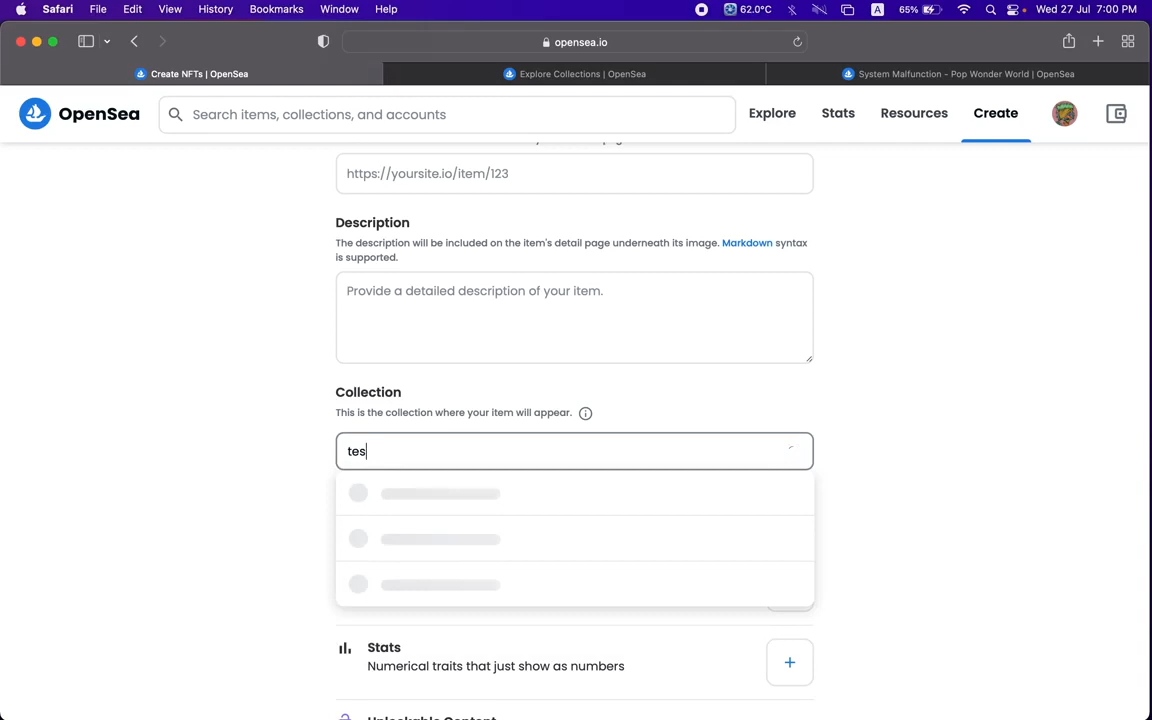 Safari File Edit View History Bookmarks Window Help 62.0°C A 65% Wed 27 Jul 7:00 PM
opensea.io
Create NFTs | OpenSea
Explore Collections | OpenSea
System Malfunction - Pop Wonder World | OpenSea
OpenSea
Search items, collections, and accounts
Explore Stats Resources Create
https://yoursite.io/item/123
Description
The description will be included on the item's detail page underneath its image. Markdown syntax
is supported.
Provide a detailed description of your item.
Collection
This is the collection where your item will appear.
tes
Stats
Numerical traits that just show as numbers
+
Unlockable Content